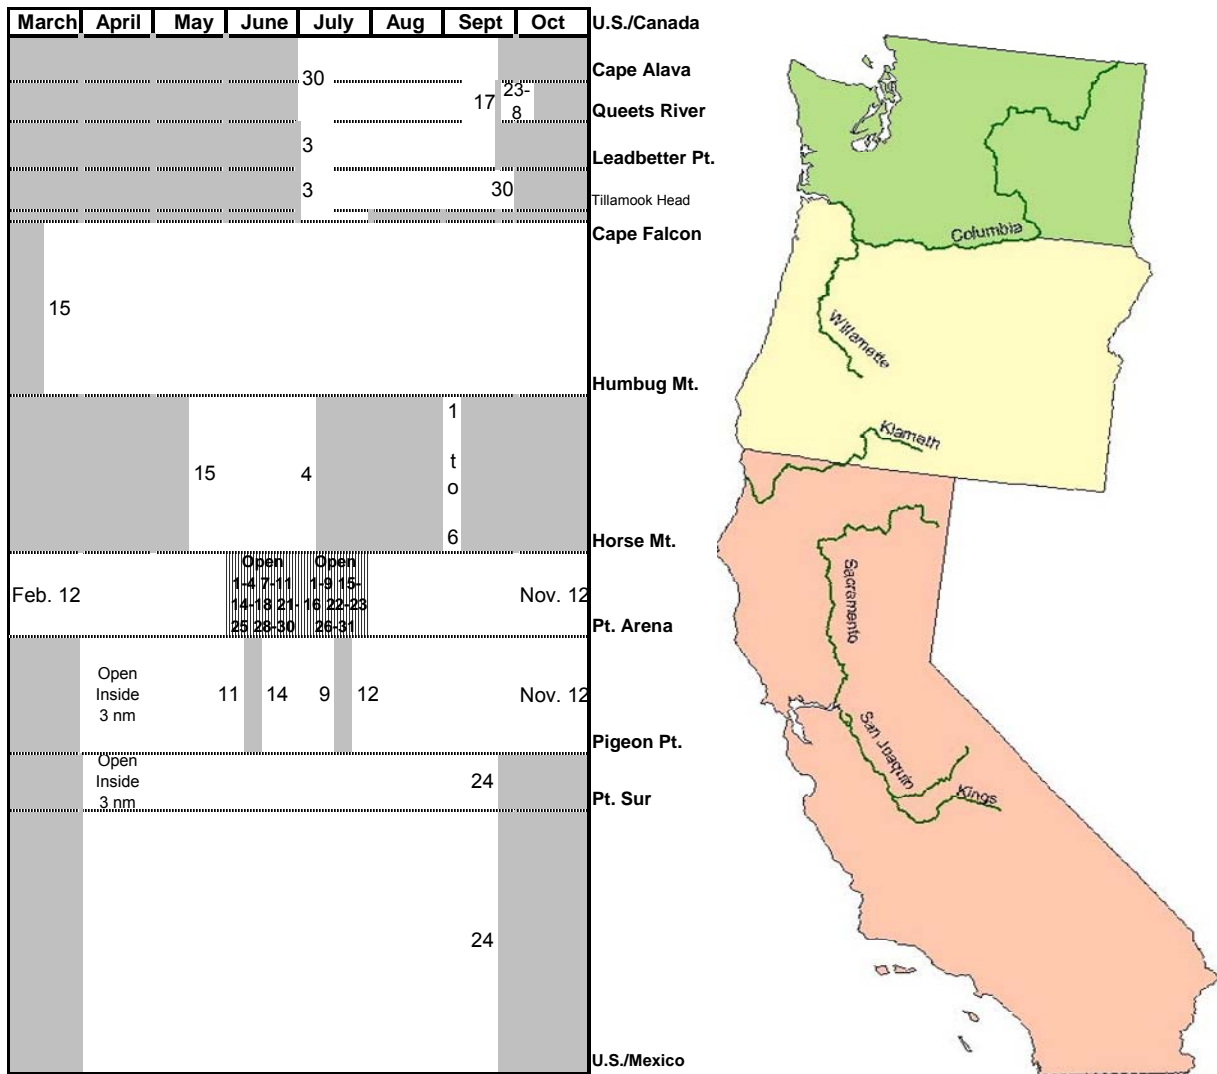 March April May June July Aug Sept Oct
U.S./Canada
Cape Alava
30
17
23-
8
Queets River
3
Leadbetter Pt.
3
30
Tillamook Head
Cape Falcon
15
Humbug Mt.
15
4
1
t
o
6
Horse Mt.
Feb. 12
Open
1-4 7-11
14-18 21-
25 28-30
Open
1-9 15-
16 22-23
26-31
Nov. 12
Pt. Arena
Open
Inside
3 nm
11
14
9
12
Nov. 12
Pigeon Pt.
Open
Inside
3 nm
24
Pt. Sur
24
U.S./Mexico
Columbia
Willamette
Klamath
Sacramento
San Joaquin
Kings